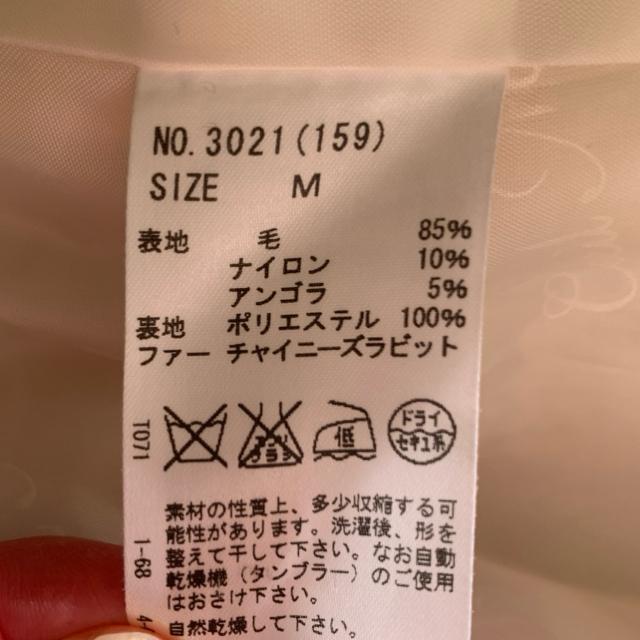 NO. 3021(159)
SIZE M
表地 毛 85%
ナイロン 10%
アンゴラ 5%
裏地 ポリエステル 100%
ファー チャイニーズラビット
低
ドライ
セキユ系
T071
1-68
素材の性質上、多少収縮する可
能性があります。洗濯後、形を
整えて干して下さい。なお自動
乾燥機(タンブラー)のご使用
はおさけ下さい。
自然乾燥して下さい。